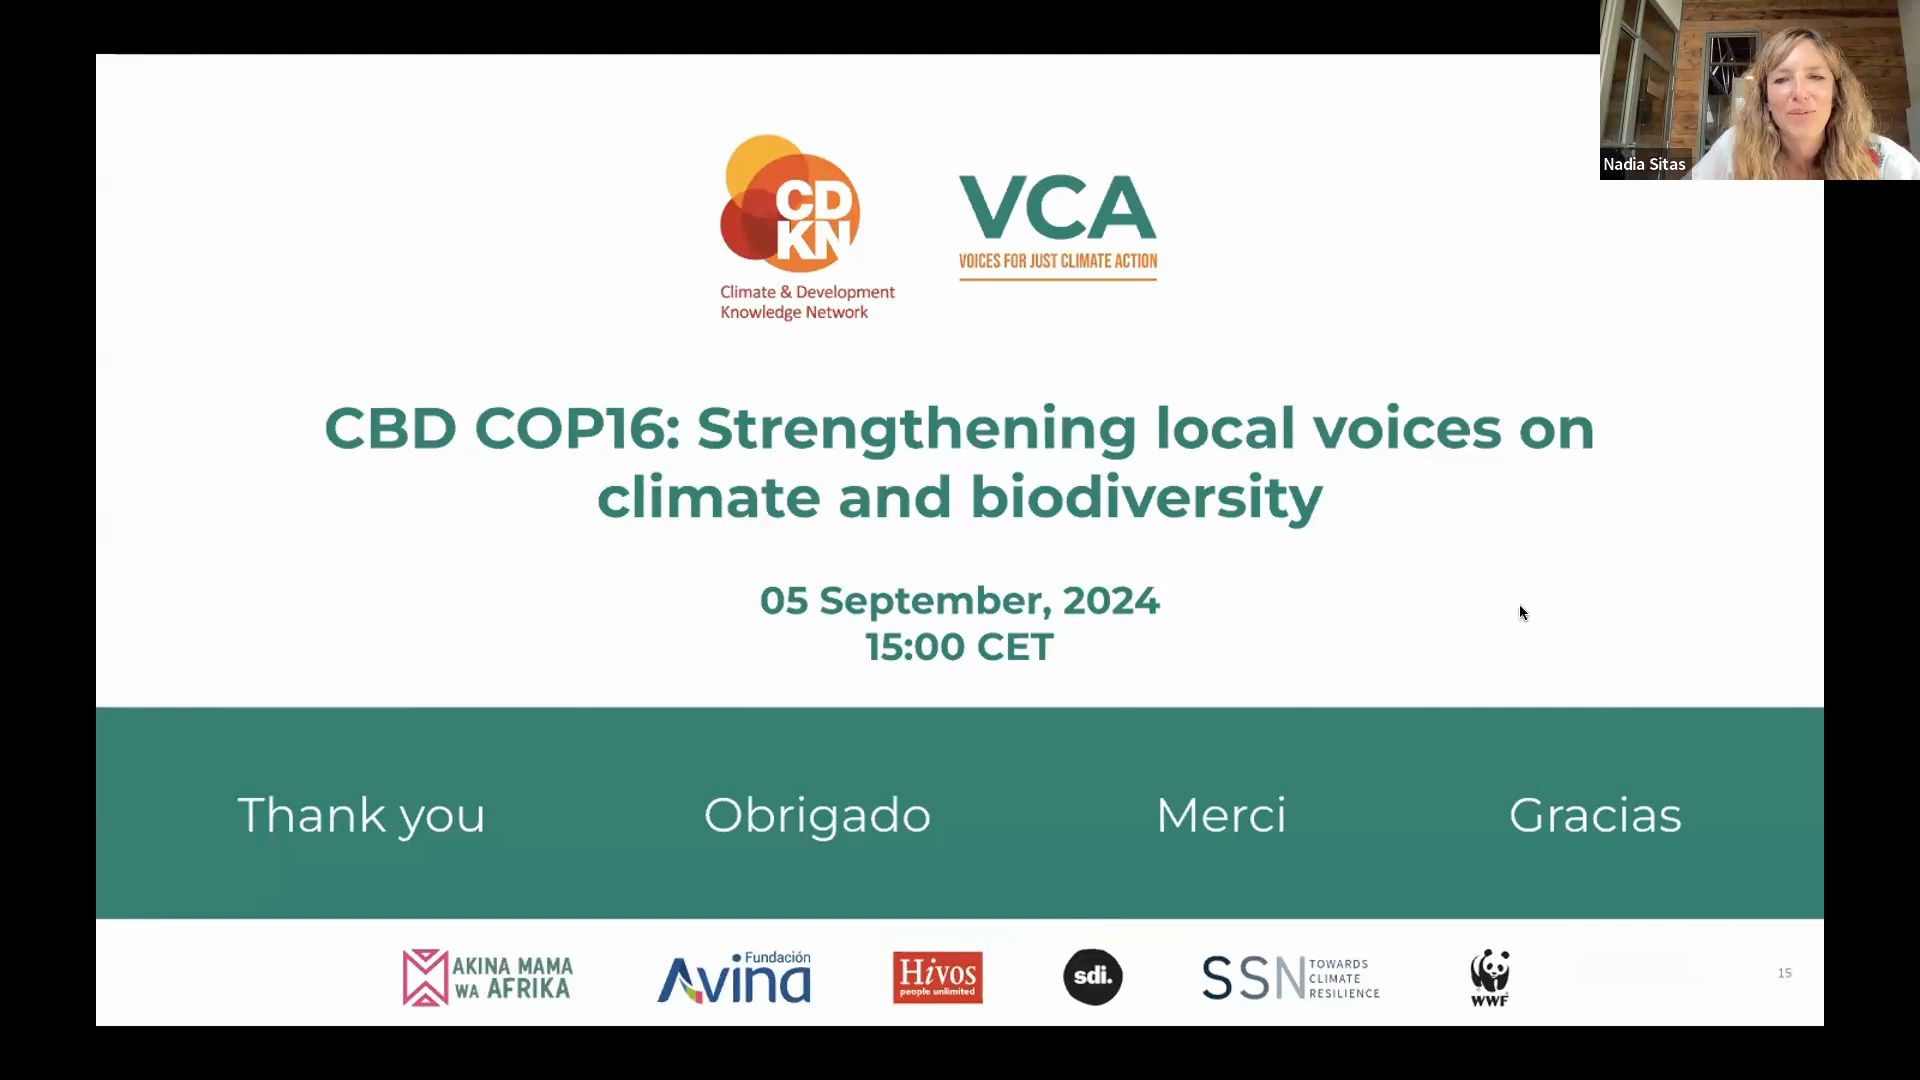 Nadia Sitas
CD
KN
Climate & Development
Knowledge Network
VCA
VOICES FOR JUST CLIMATE ACTION
CBD COP16: Strengthening local voices on
climate and biodiversity
05 September, 2024
15:00 CET
Thank you
Obrigado
Merci
Gracias
AKINA MAMA
WA AFRIKA
Fundación
Avina
Hivos
people unlimited
sdi.
SSN
TOWARDS
CLIMATE
RESILIENCE
WWF
15